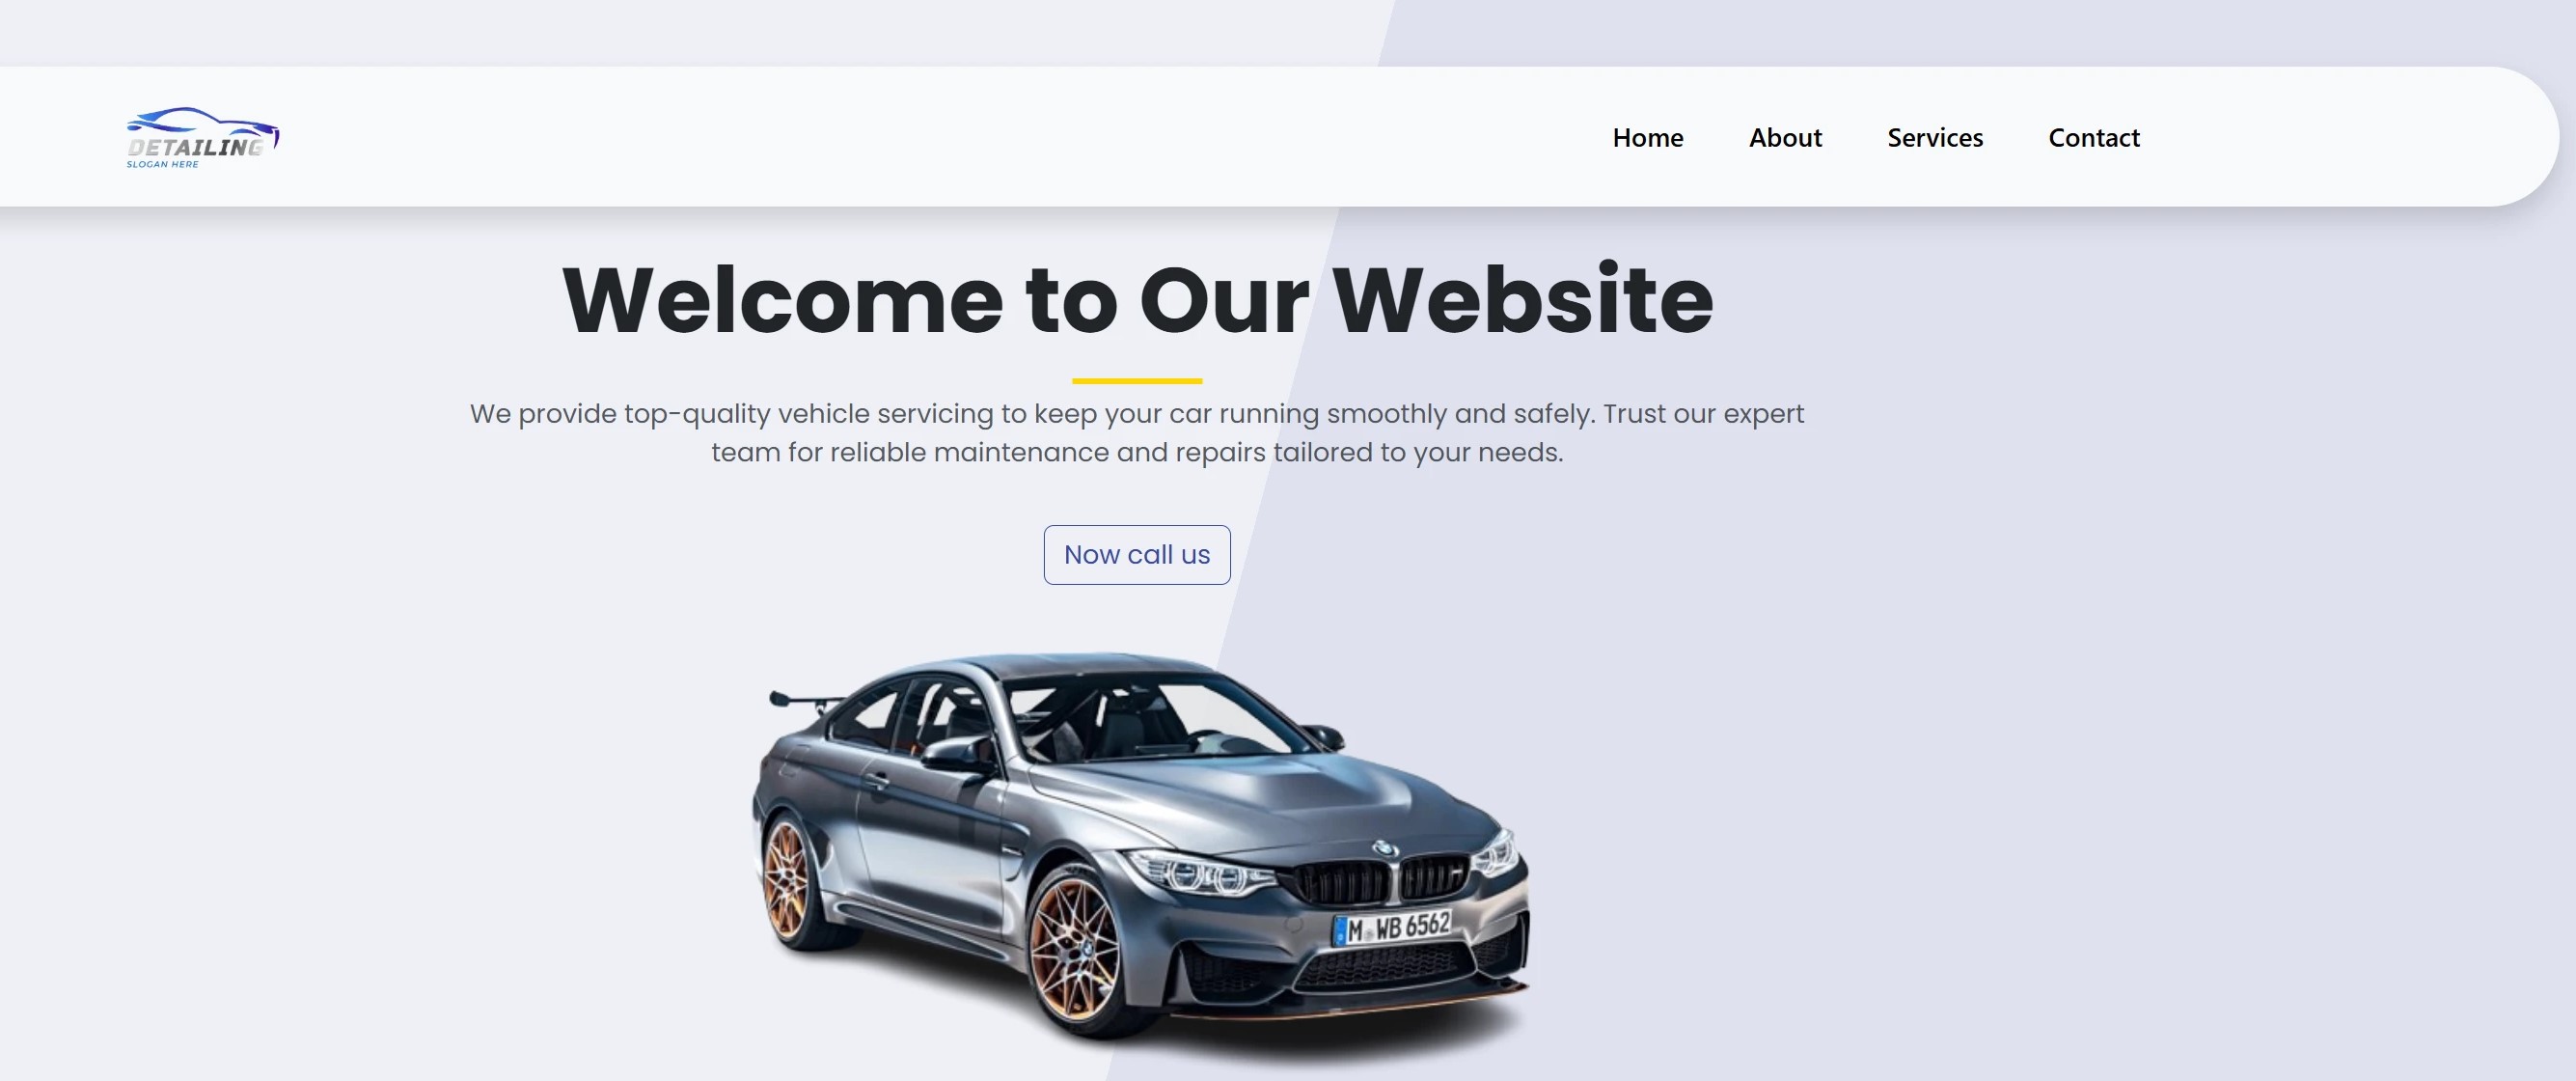 DETAILING
SLOGAN HERE
Home About Services Contact
Welcome to Our Website
We provide top-quality vehicle servicing to keep your car running smoothly and safely. Trust our expert
team for reliable maintenance and repairs tailored to your needs.
Now call us
M WB 6562